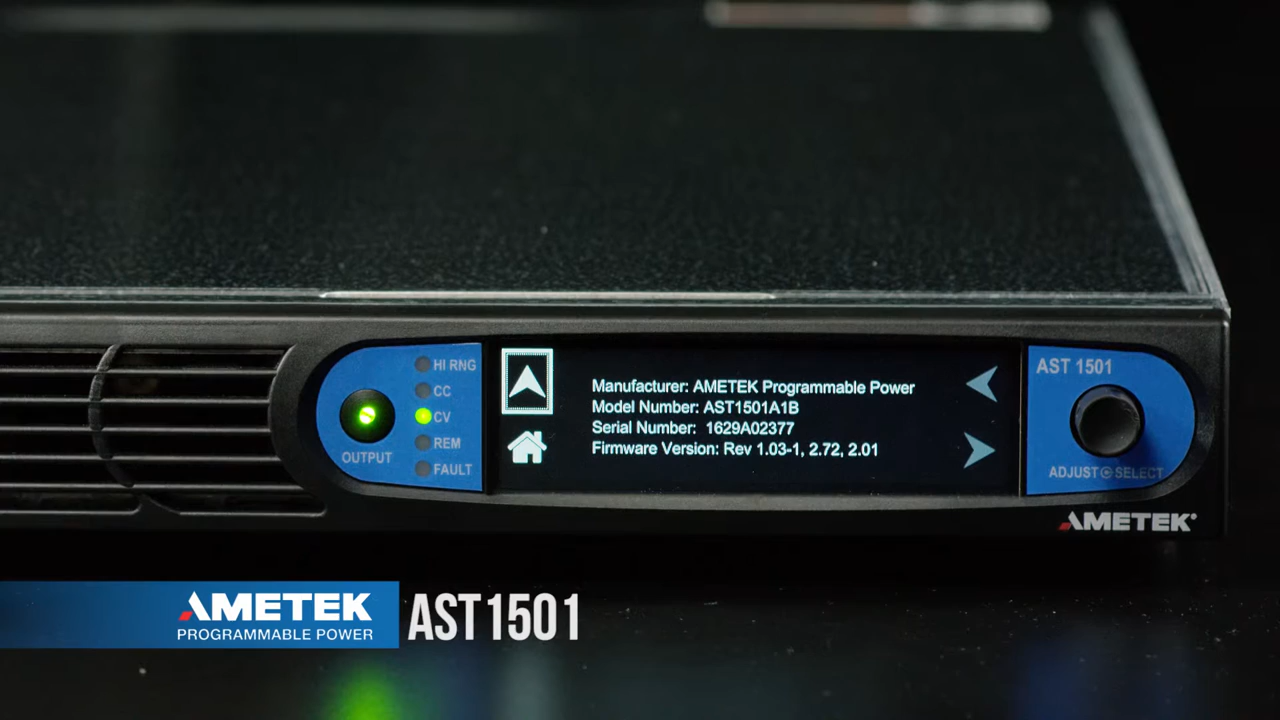 HI RNG
CC
CV
REM
FAULT
OUTPUT
Manufacturer: AMETEK Programmable Power
Model Number: AST1501A1B
Serial Number: 1629A02377
Firmware Version: Rev 1.03-1, 2.72, 2.01
AST 1501
ADJUST SELECT
AMETEK®
AMETEK
PROGRAMMABLE POWER
AST1501